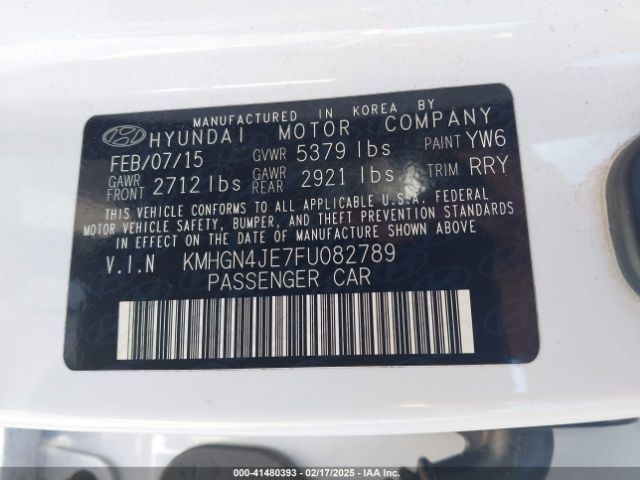 MANUFACTURED IN KOREA BY
HYUNDAI MOTOR COMPANY
FEB/07/15 GVWR 5379 lbs PAINT YW6
GAWR FRONT 2712 lbs GAWR REAR 2921 lbs TRIM RRY
THIS VEHICLE CONFORMS TO ALL APPLICABLE U.S.A. FEDERAL
MOTOR VEHICLE SAFETY, BUMPER, AND THEFT PREVENTION
STANDARDS IN EFFECT ON THE DATE OF MANUFACTURE SHOWN ABOVE.
V.I.N KMHGN4JE7FU082789
PASSENGER CAR
000-41480393 - 02/17/2025 - IAA Inc.